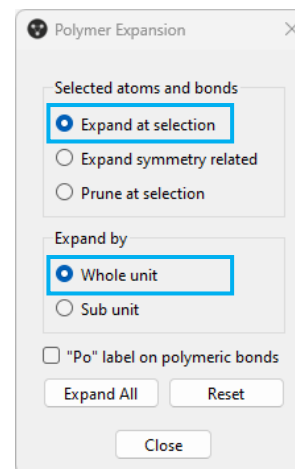 Polymer Expansion
Selected atoms and bonds
Expand at selection
Expand symmetry related
Prune at selection
Expand by
Whole unit
Sub unit
"Po" label on polymeric bonds
Expand All Reset
Close